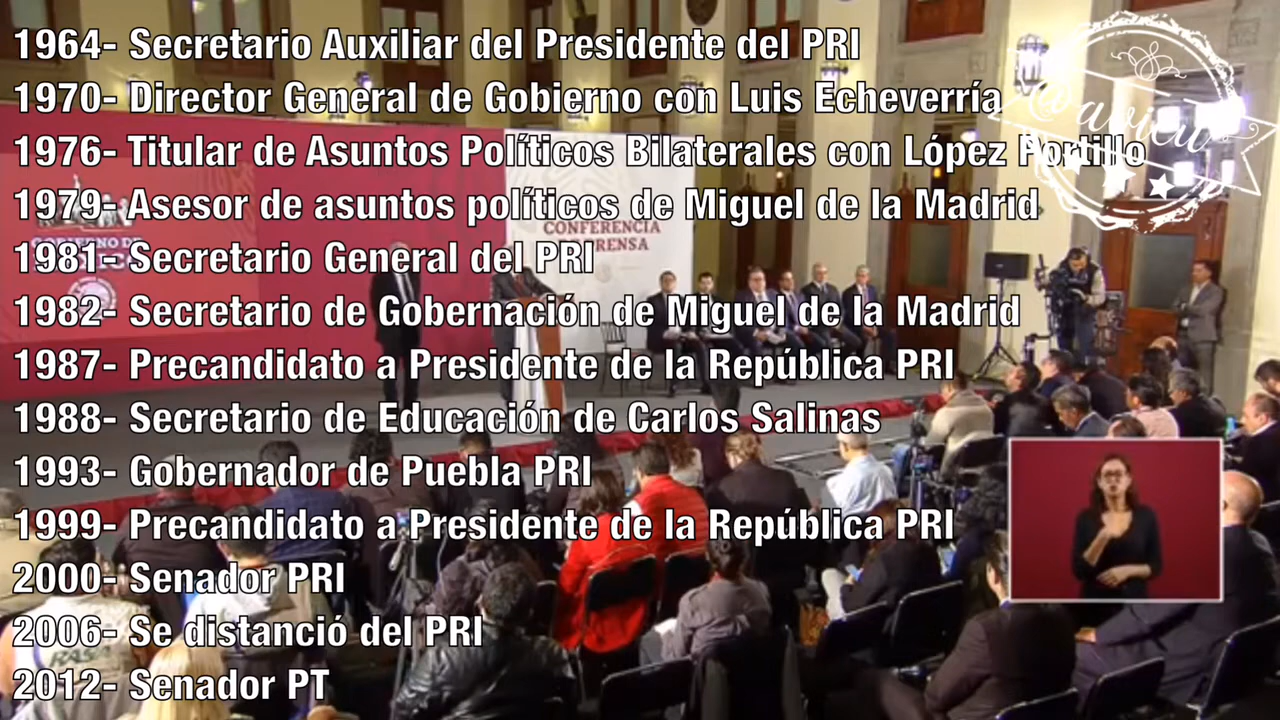 1964- Secretario Auxiliar del Presidente del PRI
1970- Director General de Gobierno con Luis Echeverría
@avicu
1976- Titular de Asuntos Políticos Bilaterales con López Portillo
1979- Asesor de asuntos políticos de Miguel de la Madrid
CONFERENCIA
GOBIERNO DE
1981- Secretario General del PRI
1982- Secretario de Gobernación de Miguel de la Madrid
1987- Precandidato a Presidente de la República PRI
1988- Secretario de Educación de Carlos Salinas
1993- Gobernador de Puebla PRI
1999- Precandidato a Presidente de la República PRI
2000- Senador PRI
2006- Se distanció del PRI
2012- Senador PT